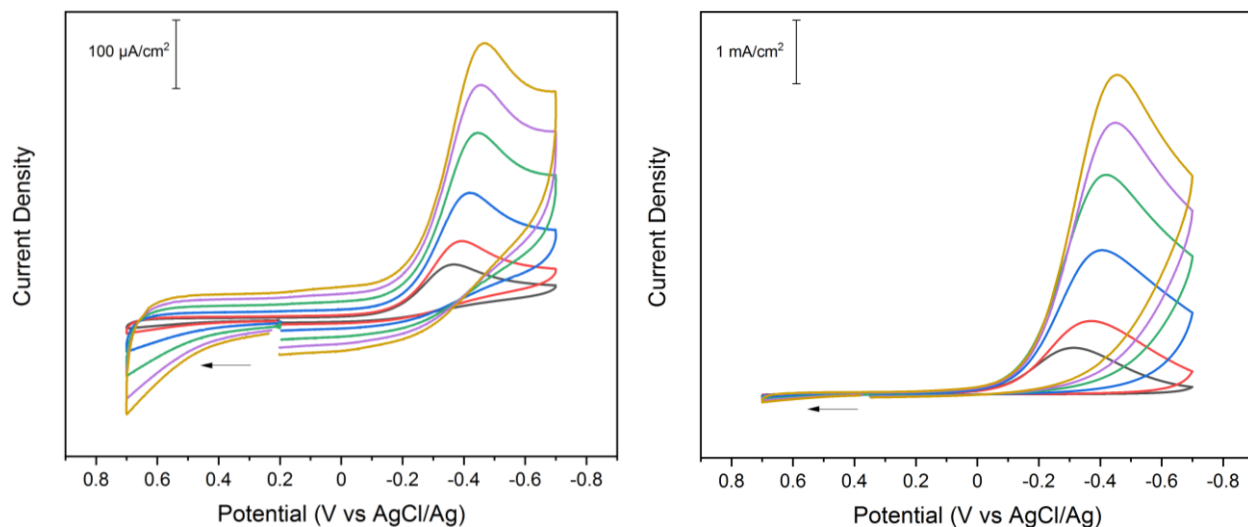 100 µA/cm²
Current Density
0.8 0.6 0.4 0.2 0 -0.2 -0.4 -0.6 -0.8
Potential (V vs AgCl/Ag)
1 mA/cm²
Current Density
0.8 0.6 0.4 0.2 0 -0.2 -0.4 -0.6 -0.8
Potential (V vs AgCl/Ag)